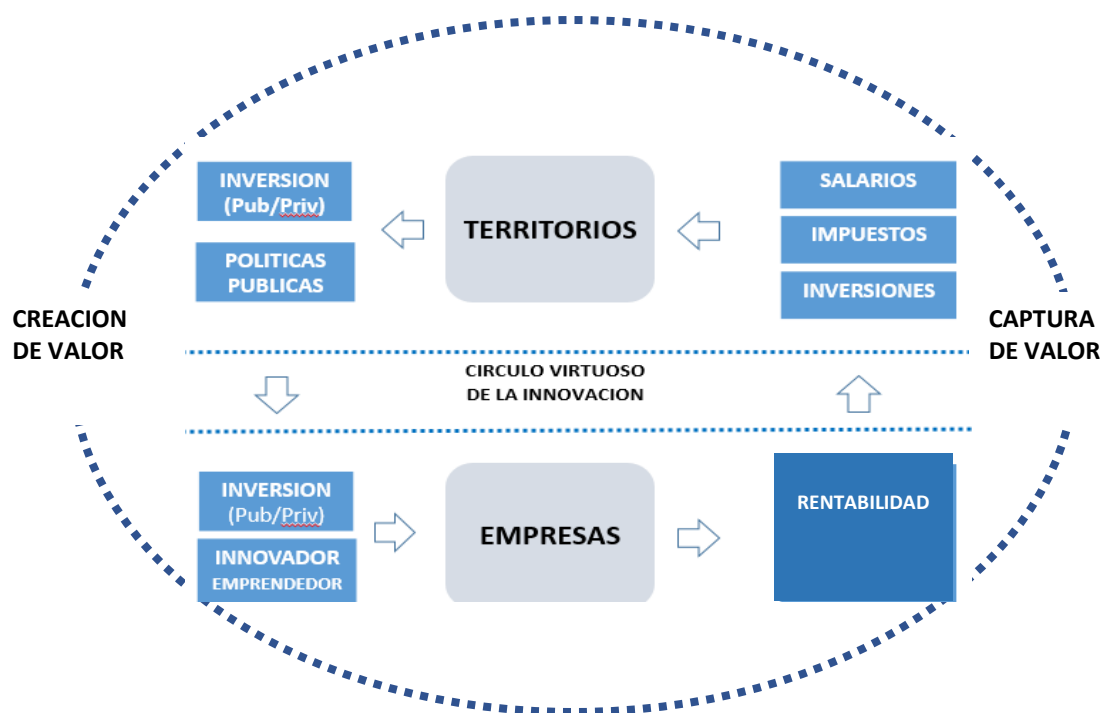 INVERSION
(Pub/Priv)
POLITICAS
PUBLICAS
TERRITORIOS
SALARIOS
IMPUESTOS
INVERSIONES
CREACION
DE VALOR
CAPTURA
DE VALOR
CIRCULO VIRTUOSO
DE LA INNOVACION
INVERSION
(Pub/Priv)
INNOVADOR
EMPRENDEDOR
EMPRESAS
RENTABILIDAD